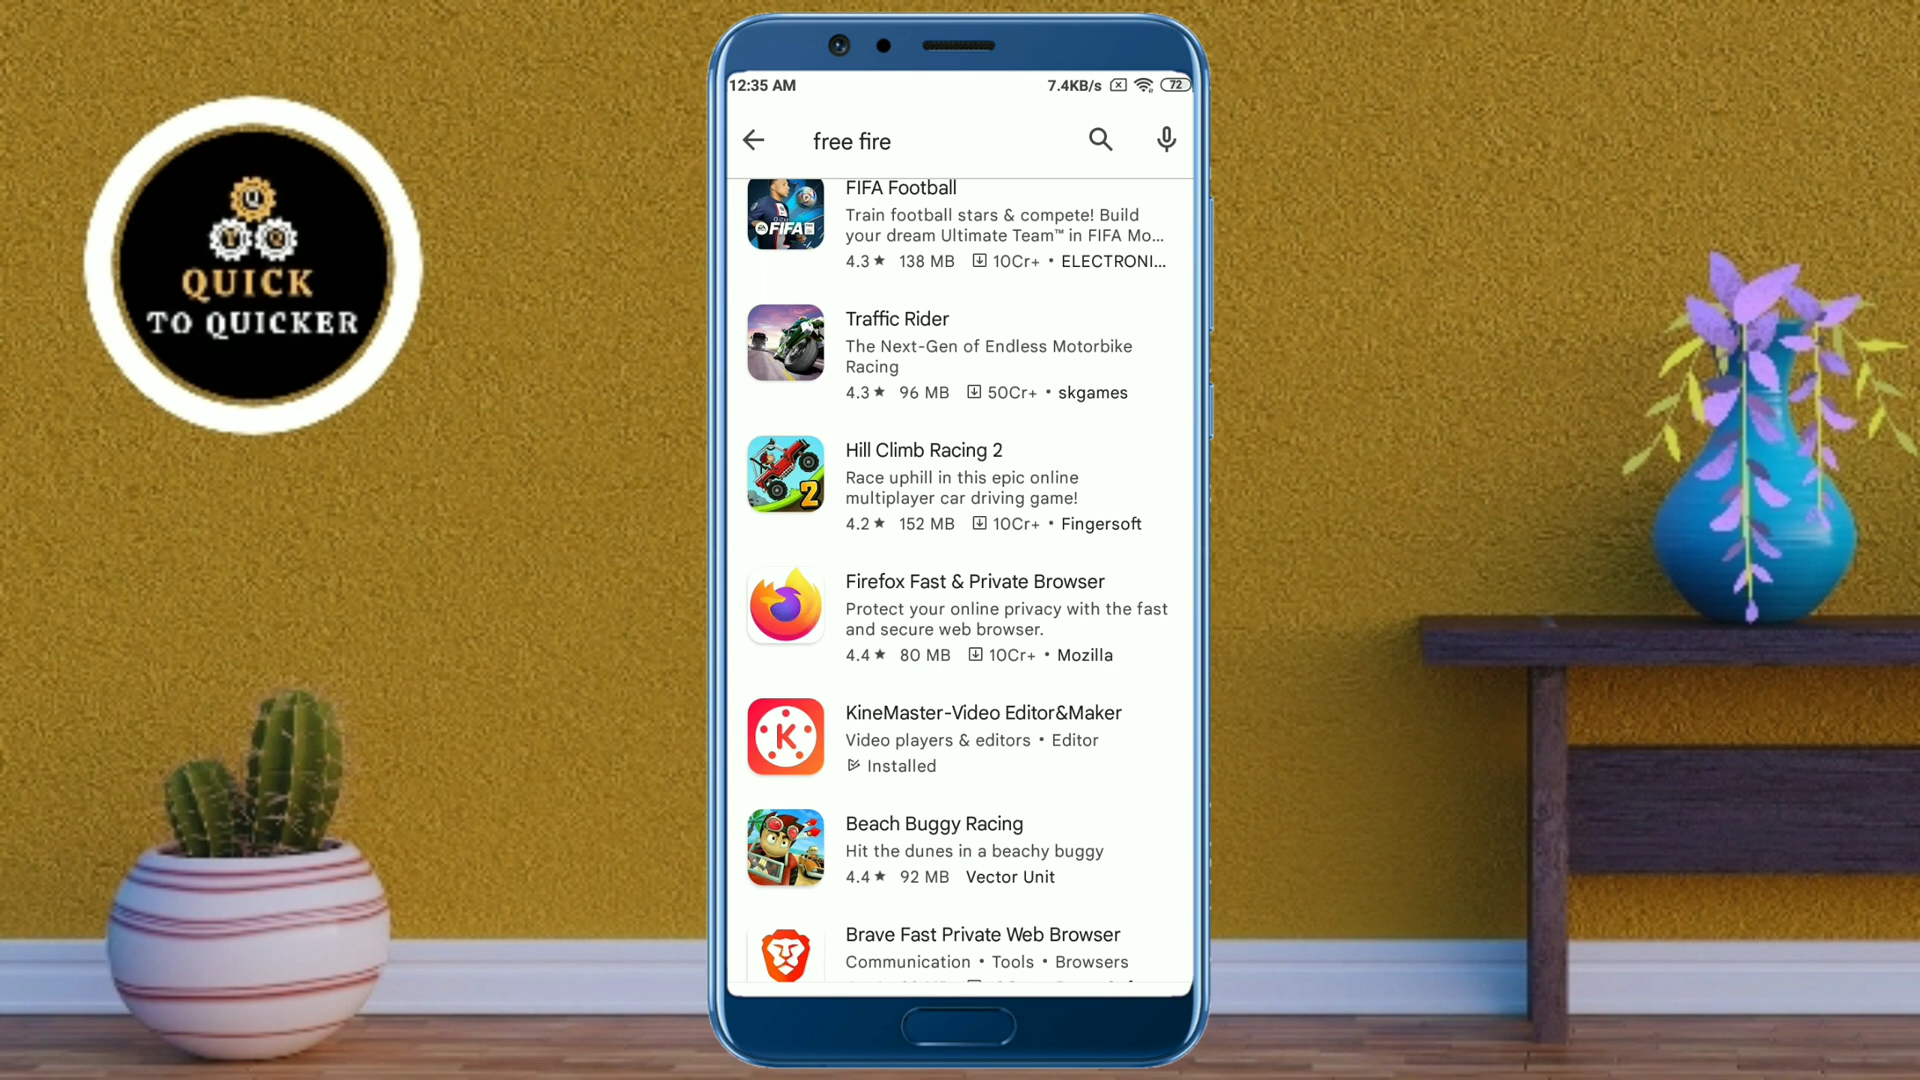 QUICK
TO QUICKER
12:35 AM
7.4KB/s
72
free fire
FIFA Football
Train football stars & compete! Build
your dream Ultimate Team™ in FIFA Mo...
4.3★ 138 MB 10Cr+ • ELECTRONI...
Traffic Rider
The Next-Gen of Endless Motorbike
Racing
4.3★ 96 MB 50Cr+ • skgames
Hill Climb Racing 2
Race uphill in this epic online
multiplayer car driving game!
4.2★ 152 MB 10Cr+ • Fingersoft
2
Firefox Fast & Private Browser
Protect your online privacy with the fast
and secure web browser.
4.4★ 80 MB 10Cr+ • Mozilla
K
KineMaster-Video Editor&Maker
Video players & editors • Editor
Installed
Beach Buggy Racing
Hit the dunes in a beachy buggy
4.4★ 92 MB Vector Unit
Brave Fast Private Web Browser
Communication • Tools • Browsers